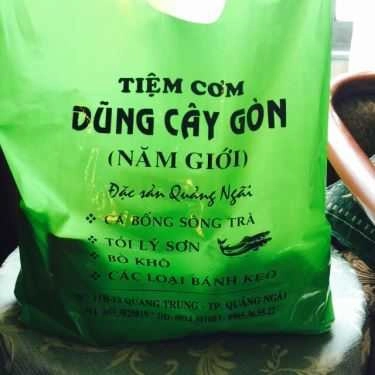 TIỆM CƠM
DŨNG CÂY GÒN
(NĂM GIỚI)
Đặc sản Quảng Ngãi
CÁ BỐNG SÔNG TRÀ
TỎI LÝ SƠN
BÒ KHÔ
CÁC LOẠI BÁNH KẸO
QUANG TRUNG - TP. QUẢNG NGÃI